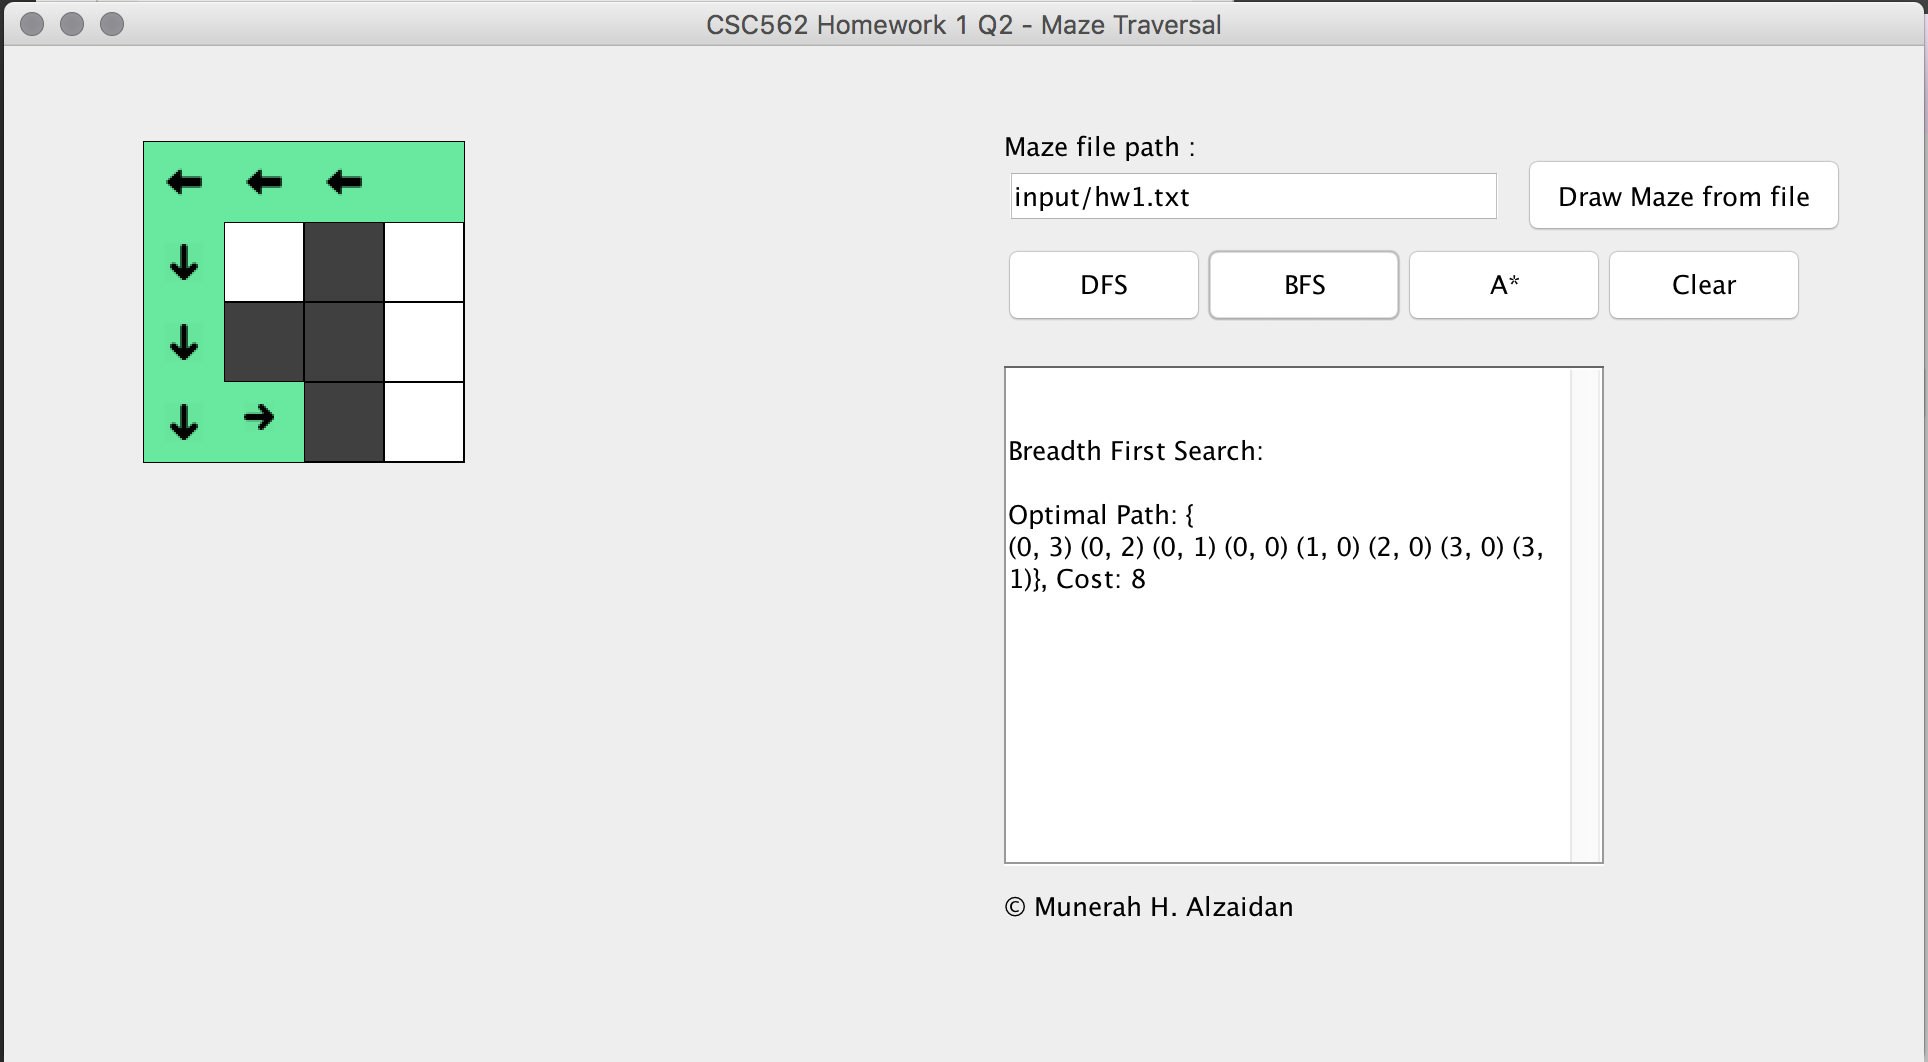 CSC562 Homework 1 Q2 - Maze Traversal
Maze file path :
input/hw1.txt
Draw Maze from file
DFS
BFS
A*
Clear
Breadth First Search:
Optimal Path: {
(0, 3) (0, 2) (0, 1) (0, 0) (1, 0) (2, 0) (3, 0) (3,
1)}, Cost: 8
© Munerah H. Alzaidan